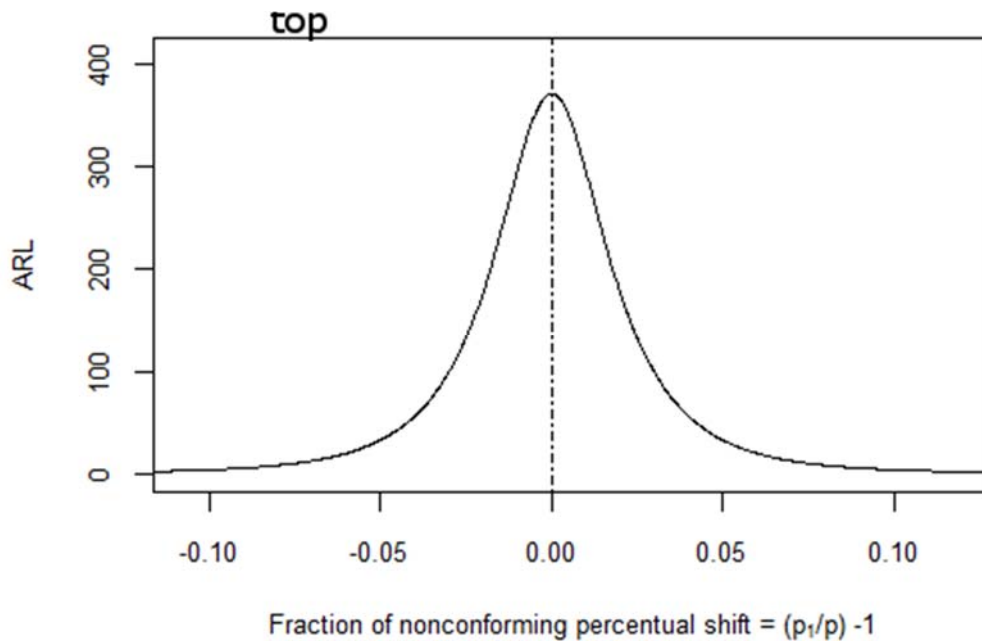 top
400
300
200
100
0
ARL
-0.10 -0.05 0.00 0.05 0.10
Fraction of nonconforming percentual shift = (p₁/p) -1